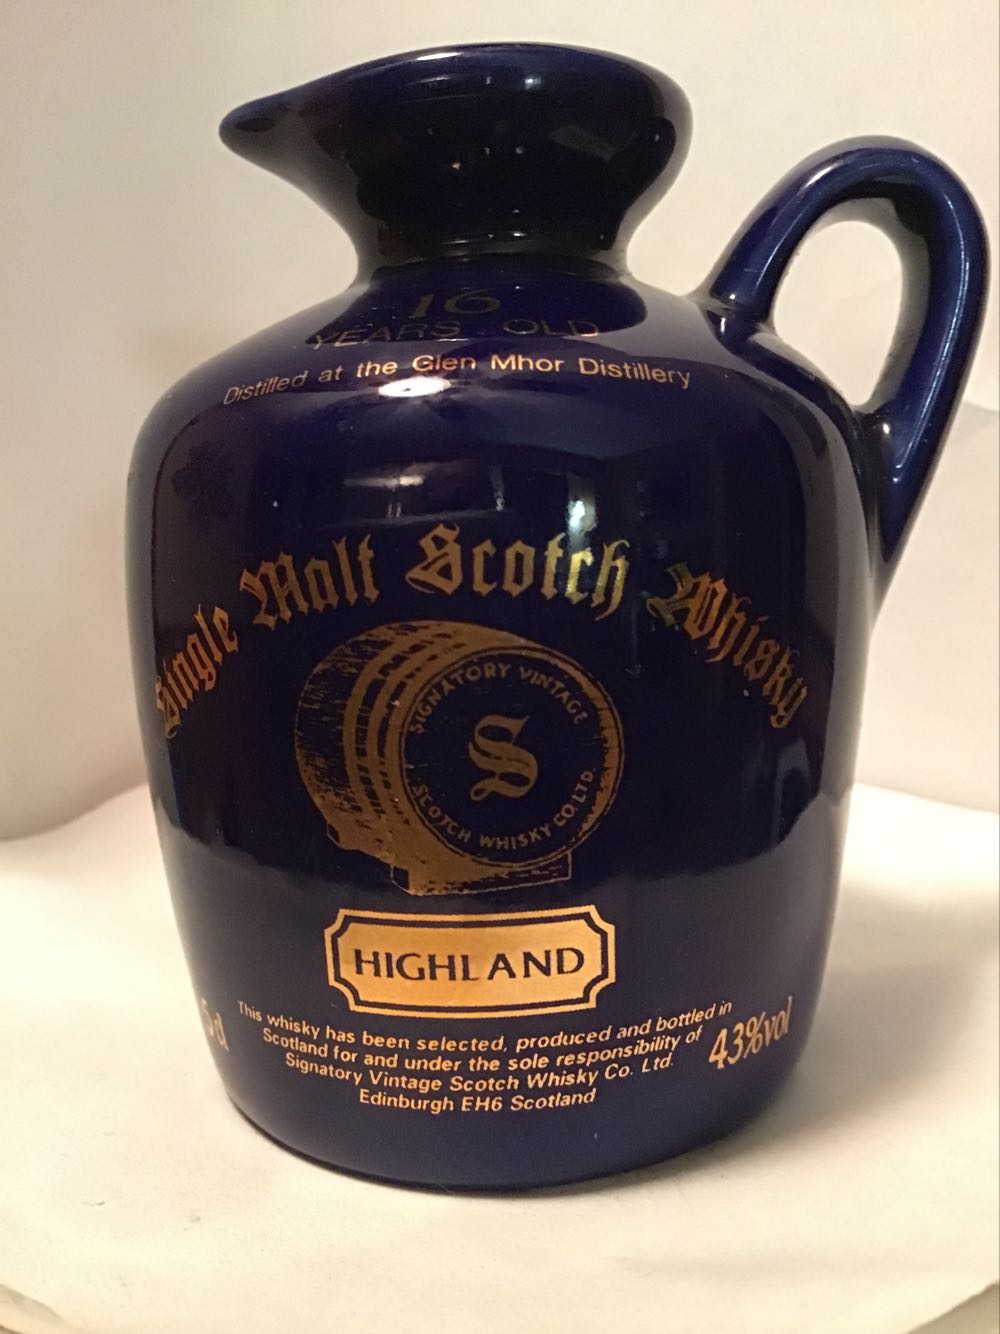 16
YEARS OLD
Distilled at the Glen Mhor Distillery
Single Malt Scotch Whisky
SIGNATORY VINTAGE
S
SCOTCH WHISKY CO. LTD.
HIGHLAND
5cl
This whisky has been selected, produced and bottled in
Scotland for and under the sole responsibility of
Signatory Vintage Scotch Whisky Co. Ltd.
Edinburgh EH6 Scotland
43%vol